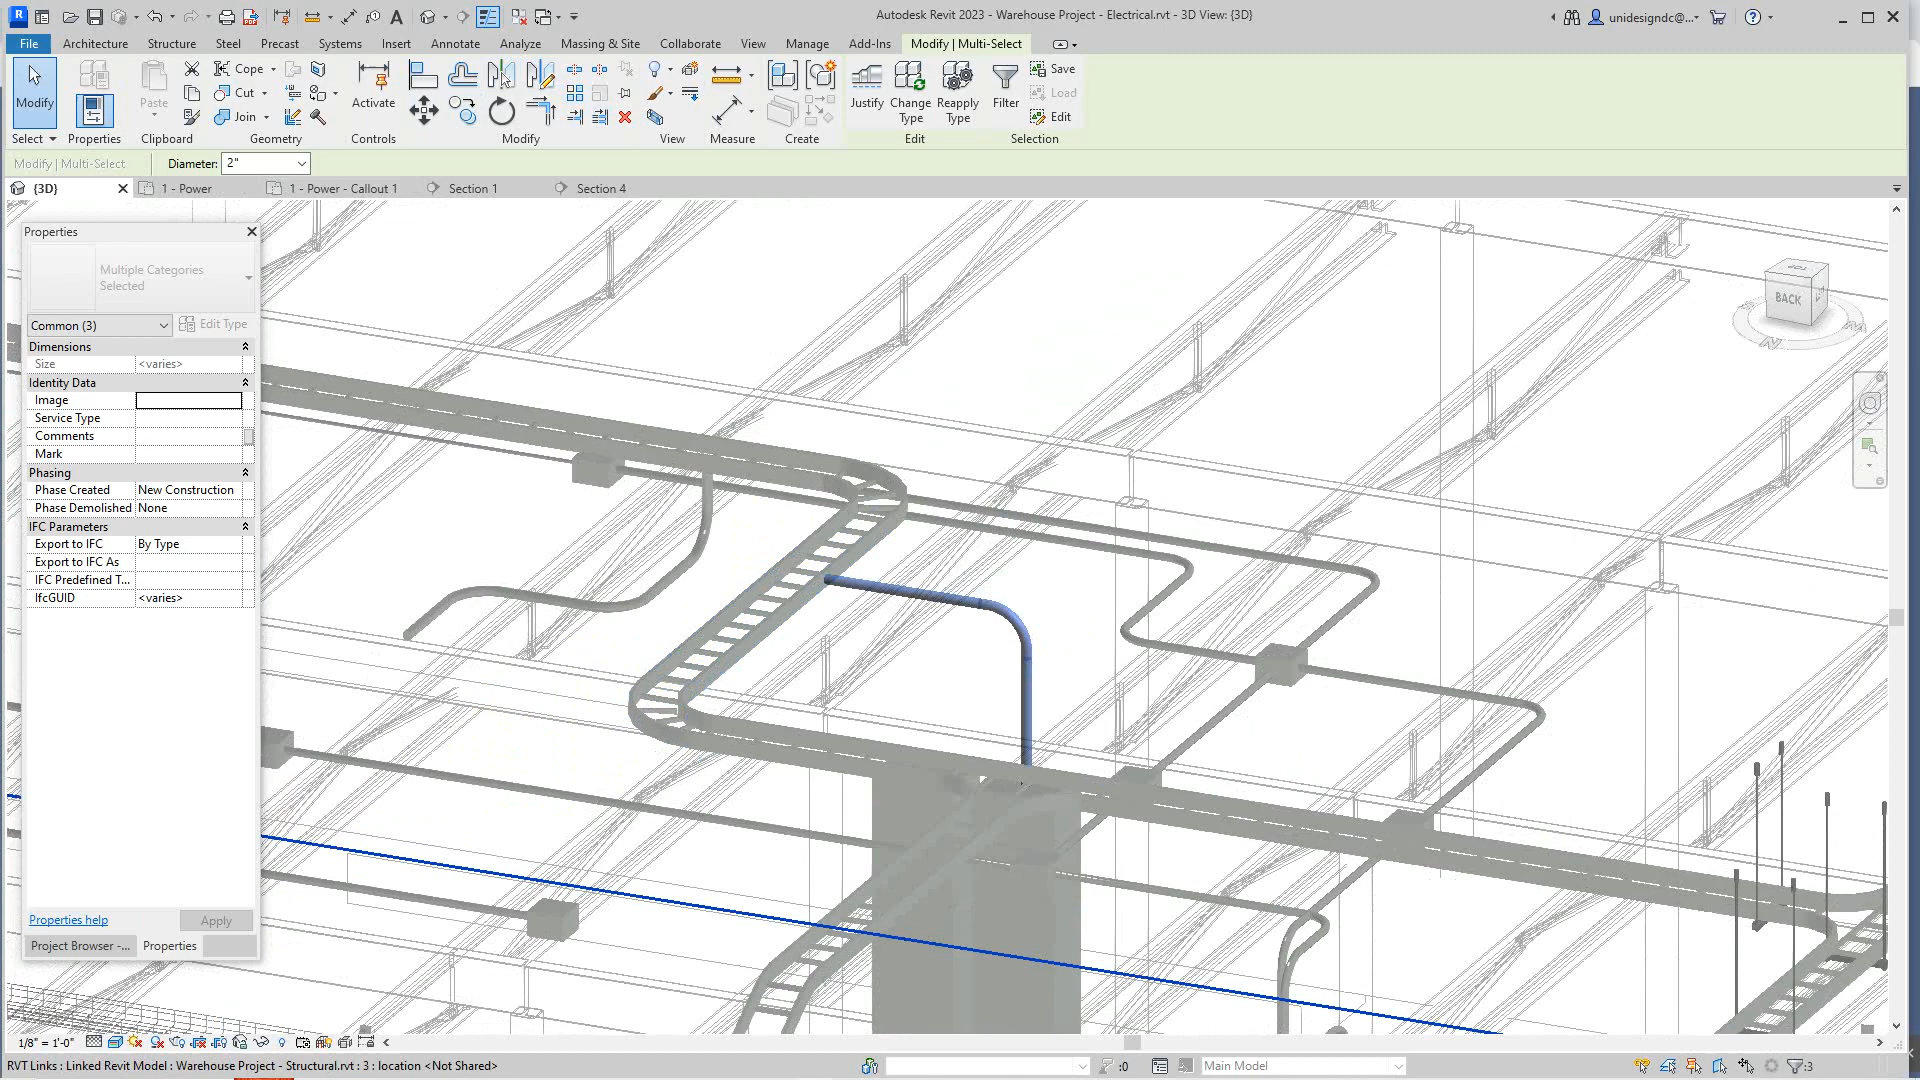 Autodesk Revit 2023 - Warehouse Project - Electrical.rvt - 3D View: {3D}
unidesigndc@...
File Architecture Structure Steel Precast Systems Insert Annotate Analyze Massing & Site Collaborate View Manage Add-Ins Modify | Multi-Select
Cope
Save
Cut
Load
Modify Paste Activate Justify Change Reapply Filter
Type Type
Join
Edit
Select Properties Clipboard Geometry Controls Modify View Measure Create Edit Selection
Modify | Multi-Select Diameter: 2"
{3D} 1 - Power 1 - Power - Callout 1 Section 1 Section 4
Properties
Multiple Categories
Selected
Common (3) Edit Type
Dimensions
Size <varies>
Identity Data
Image
Service Type
Comments
Mark
Phasing
Phase Created New Construction
Phase Demolished None
IFC Parameters
Export to IFC By Type
Export to IFC As
IFC Predefined T...
IfcGUID <varies>
Properties help Apply
Project Browser -... Properties
BACK
1/8" = 1'-0"
RVT Links : Linked Revit Model : Warehouse Project - Structural.rvt : 3 : location <Not Shared>
:0
Main Model
:3